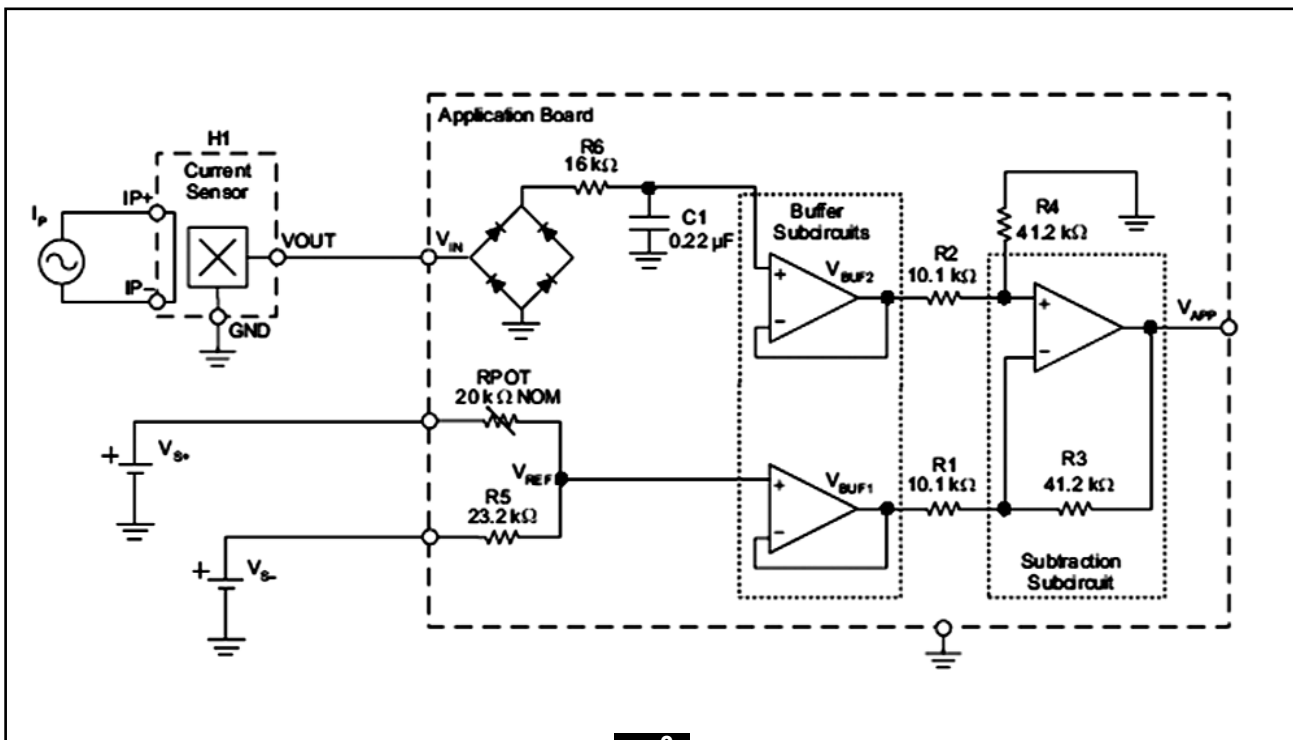 Application Board
H1
Current
Sensor
IP+
I_P
IP−
VOUT
GND
V_IN
R6
16 kΩ
C1
0.22 µF
Buffer
Subcircuits
+
−
V_BUF2
R2
10.1 kΩ
R4
41.2 kΩ
+
−
V_APP
RPOT
20 kΩ NOM
+
V_S+
V_REF
R5
23.2 kΩ
+
V_S−
+
−
V_BUF1
R1
10.1 kΩ
R3
41.2 kΩ
Subtraction
Subcircuit